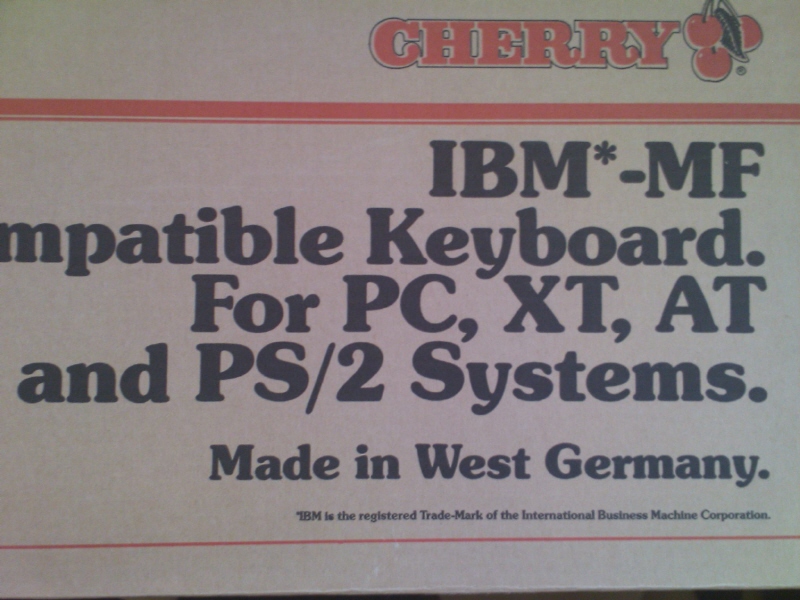 CHERRY
®
IBM*-MF
mpatible Keyboard.
For PC, XT, AT
and PS/2 Systems.
Made in West Germany.
*IBM is the registered Trade-Mark of the International Business Machine Corporation.